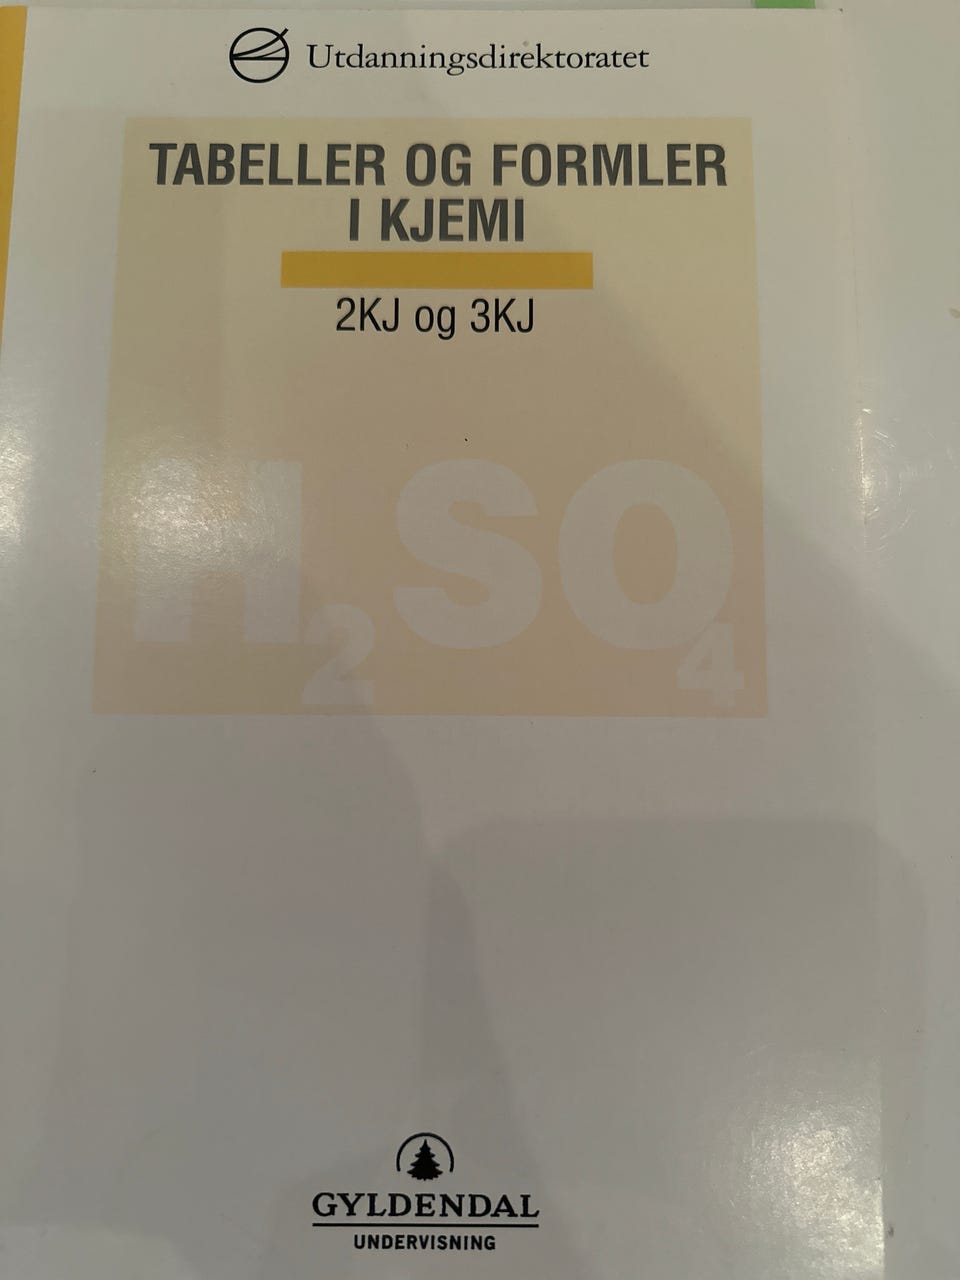 Utdanningsdirektoratet
TABELLER OG FORMLER
I KJEMI
2KJ og 3KJ
H2SO4
GYLDENDAL
UNDERVISNING